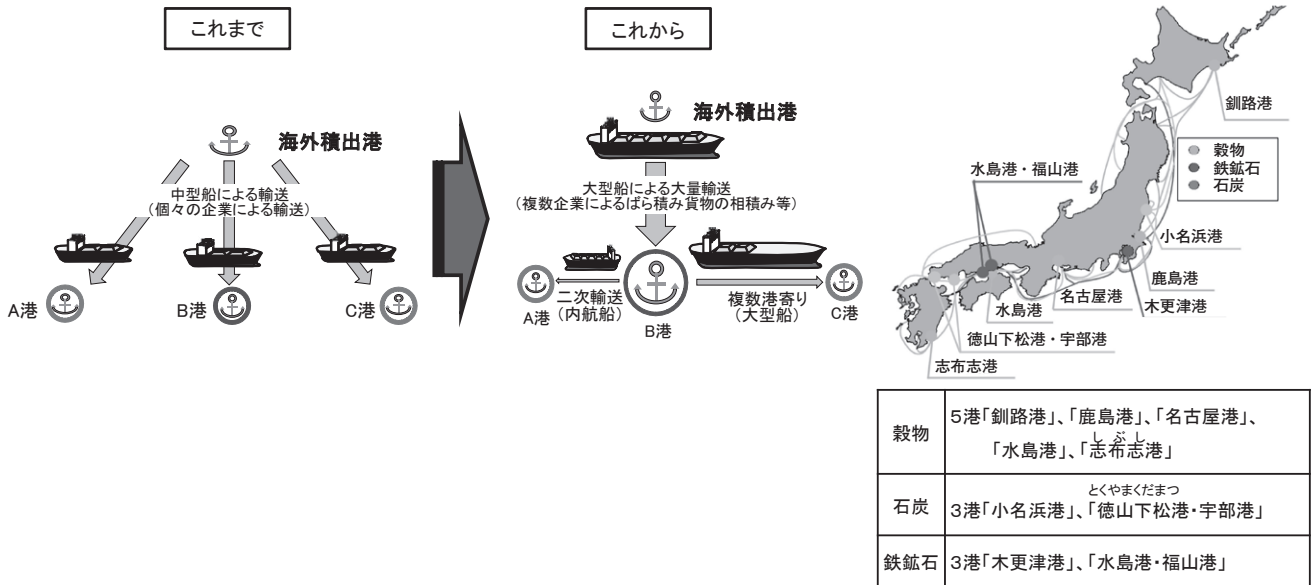 これまで
海外積出港
中型船による輸送
(個々の企業による輸送)
A港
B港
C港
これから
海外積出港
大型船による大量輸送
(複数企業によるばら積み貨物の相積み等)
A港
二次輸送
(内航船)
B港
複数港寄り
(大型船)
C港
釧路港
穀物
鉄鉱石
石炭
水島港・福山港
小名浜港
鹿島港
名古屋港
木更津港
水島港
徳山下松港・宇部港
志布志港
穀物
5港「釧路港」、「鹿島港」、「名古屋港」、
しぶし
「水島港」、「志布志港」
石炭
とくやまくだまつ
3港「小名浜港」、「徳山下松港・宇部港」
鉄鉱石
3港「木更津港」、「水島港・福山港」